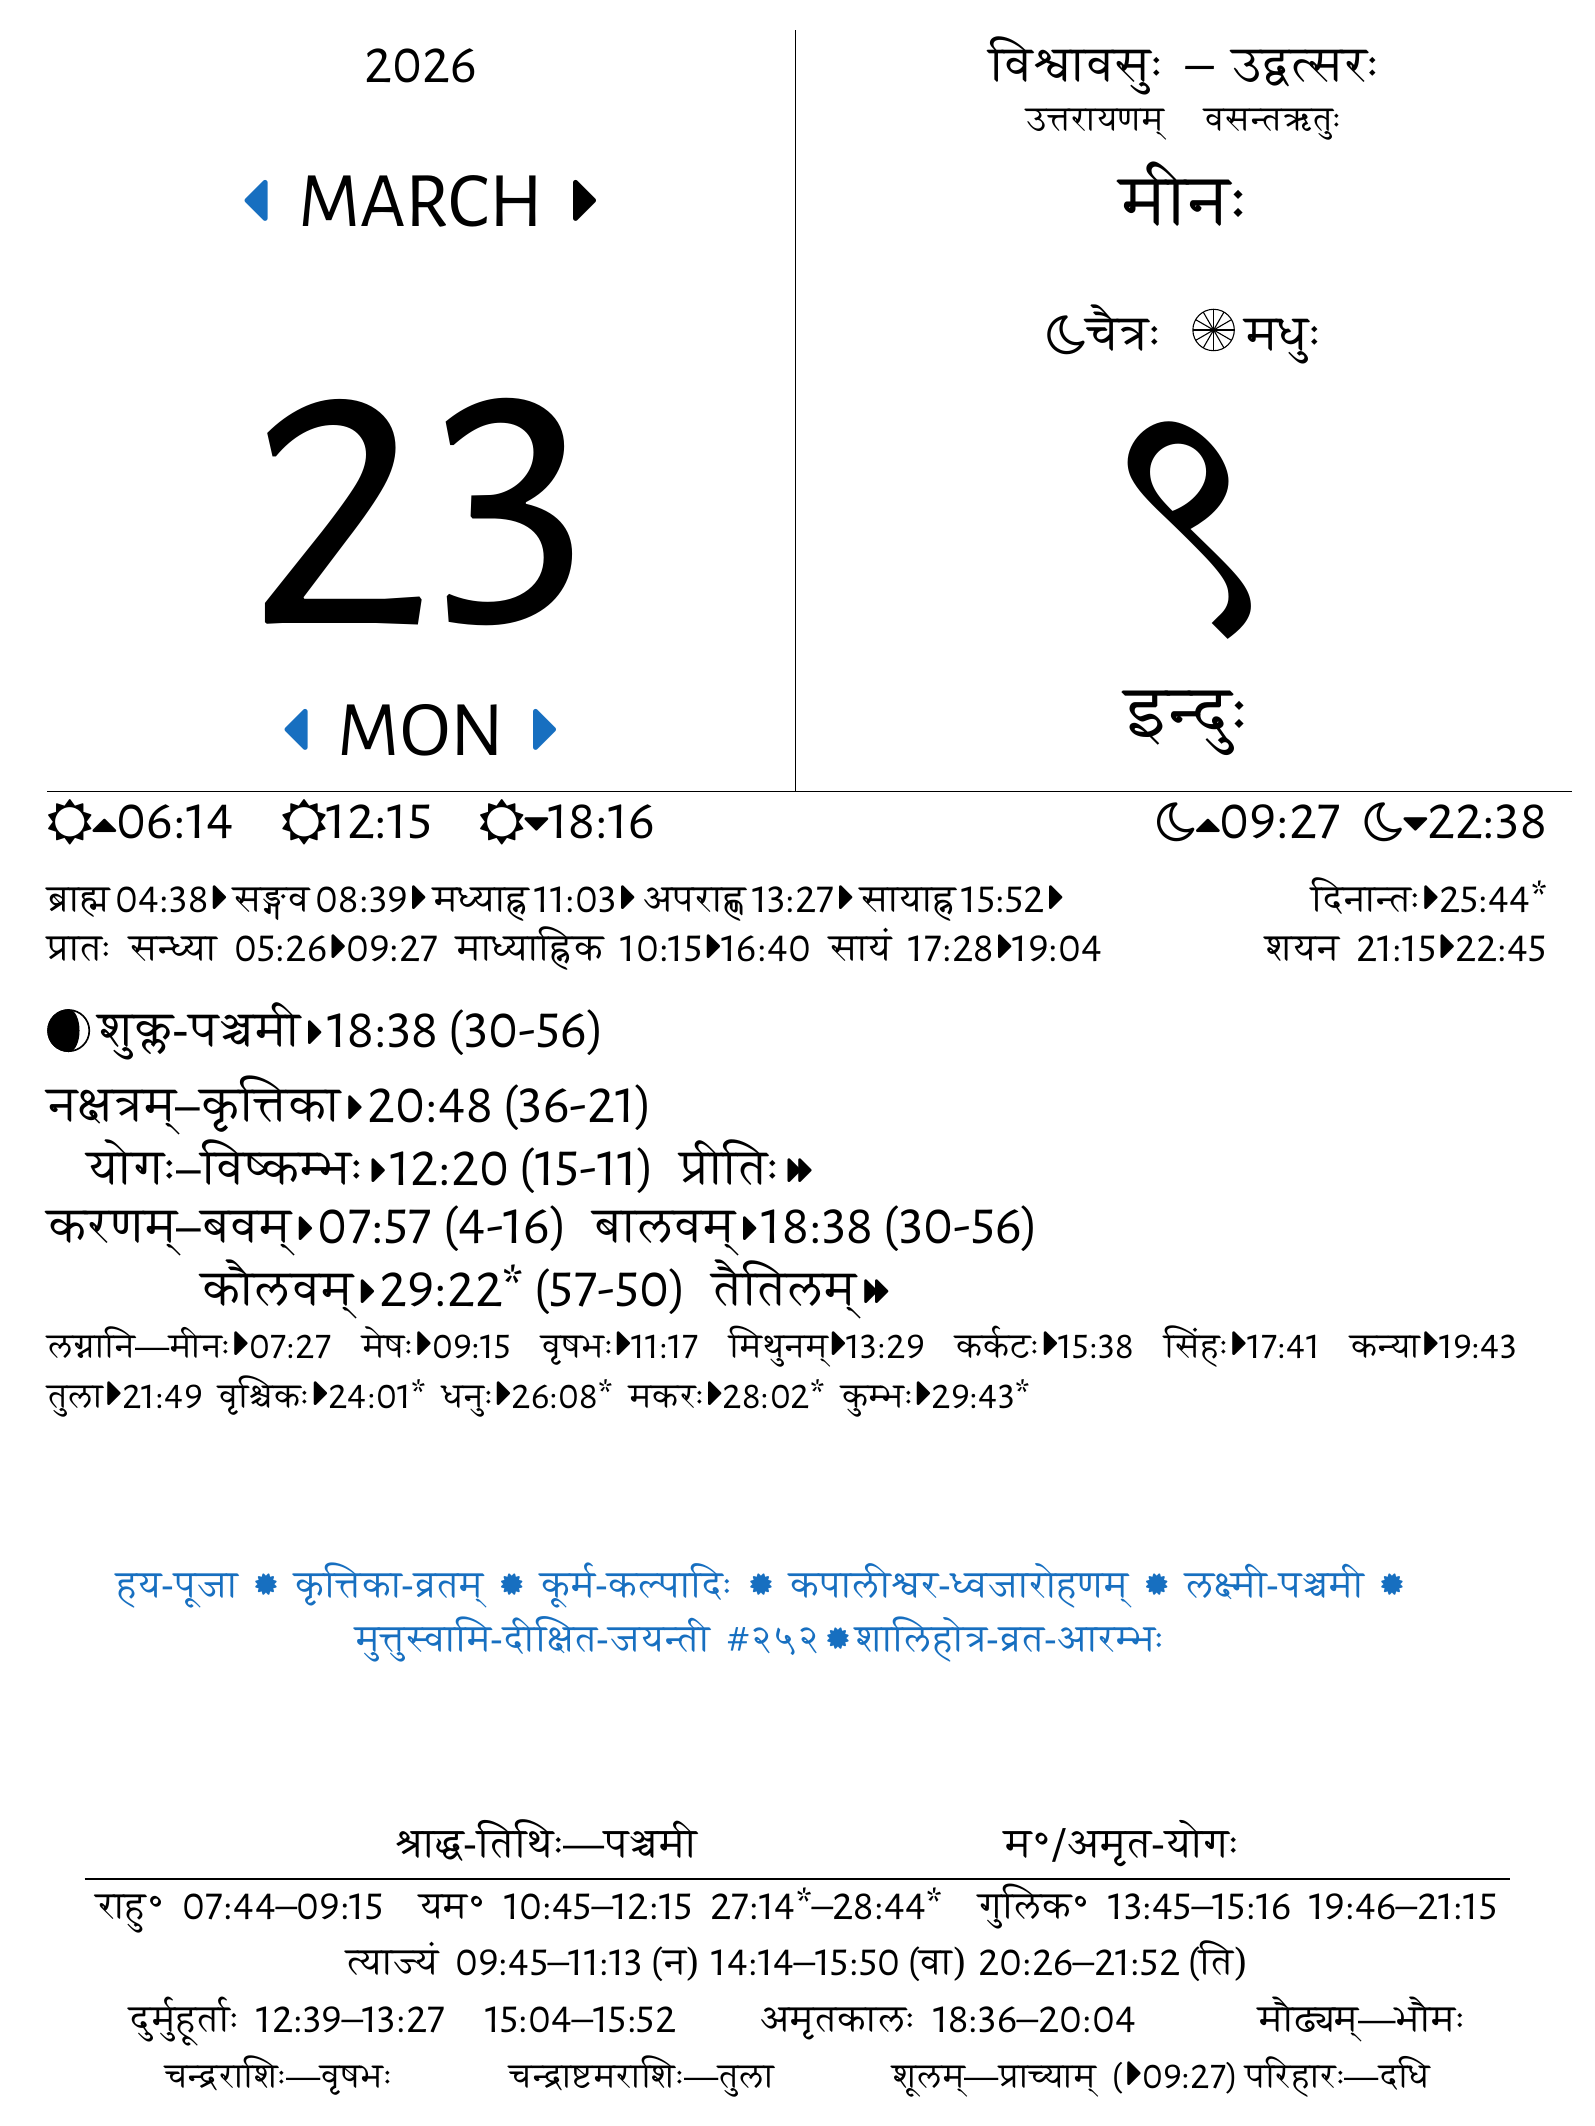 2026
MARCH
23
MON
विश्वावसुः – उद्वत्सरः
उत्तरायणम् वसन्तऋतुः
मीनः
चैत्रः मधुः
९
इन्दुः
06:14 12:15 18:16 09:27 22:38
ब्राह्म 04:38 सङ्गव 08:39 मध्याह्न 11:03 अपराह्ण 13:27 सायाह्न 15:52 दिनान्तः 25:44*
प्रातः सन्ध्या 05:26 09:27 माध्याह्निक 10:15 16:40 सायं 17:28 19:04 शयन 21:15 22:45
शुक्ल-पञ्चमी 18:38 (30-56)
नक्षत्रम्–कृत्तिका 20:48 (36-21)
योगः–विष्कम्भः 12:20 (15-11) प्रीतिः
करणम्–बवम् 07:57 (4-16) बालवम् 18:38 (30-56)
कौलवम् 29:22* (57-50) तैतिलम्
लग्नानि—मीनः 07:27 मेषः 09:15 वृषभः 11:17 मिथुनम् 13:29 कर्कटः 15:38 सिंहः 17:41 कन्या 19:43
तुला 21:49 वृश्चिकः 24:01* धनुः 26:08* मकरः 28:02* कुम्भः 29:43*
हय-पूजा ✹ कृत्तिका-व्रतम् ✹ कूर्म-कल्पादिः ✹ कपालीश्वर-ध्वजारोहणम् ✹ लक्ष्मी-पञ्चमी ✹
मुत्तुस्वामि-दीक्षित-जयन्ती #२५२ ✹ शालिहोत्र-व्रत-आरम्भः
श्राद्ध-तिथिः—पञ्चमी म॰/अमृत-योगः
राहु॰ 07:44–09:15 यम॰ 10:45–12:15 27:14*–28:44* गुलिक॰ 13:45–15:16 19:46–21:15
त्याज्यं 09:45–11:13 (न) 14:14–15:50 (वा) 20:26–21:52 (ति)
दुर्मुहूर्ताः 12:39–13:27 15:04–15:52 अमृतकालः 18:36–20:04 मौढ्यम्—भौमः
चन्द्रराशिः—वृषभः चन्द्राष्टमराशिः—तुला शूलम्—प्राच्याम् (09:27) परिहारः—दधि